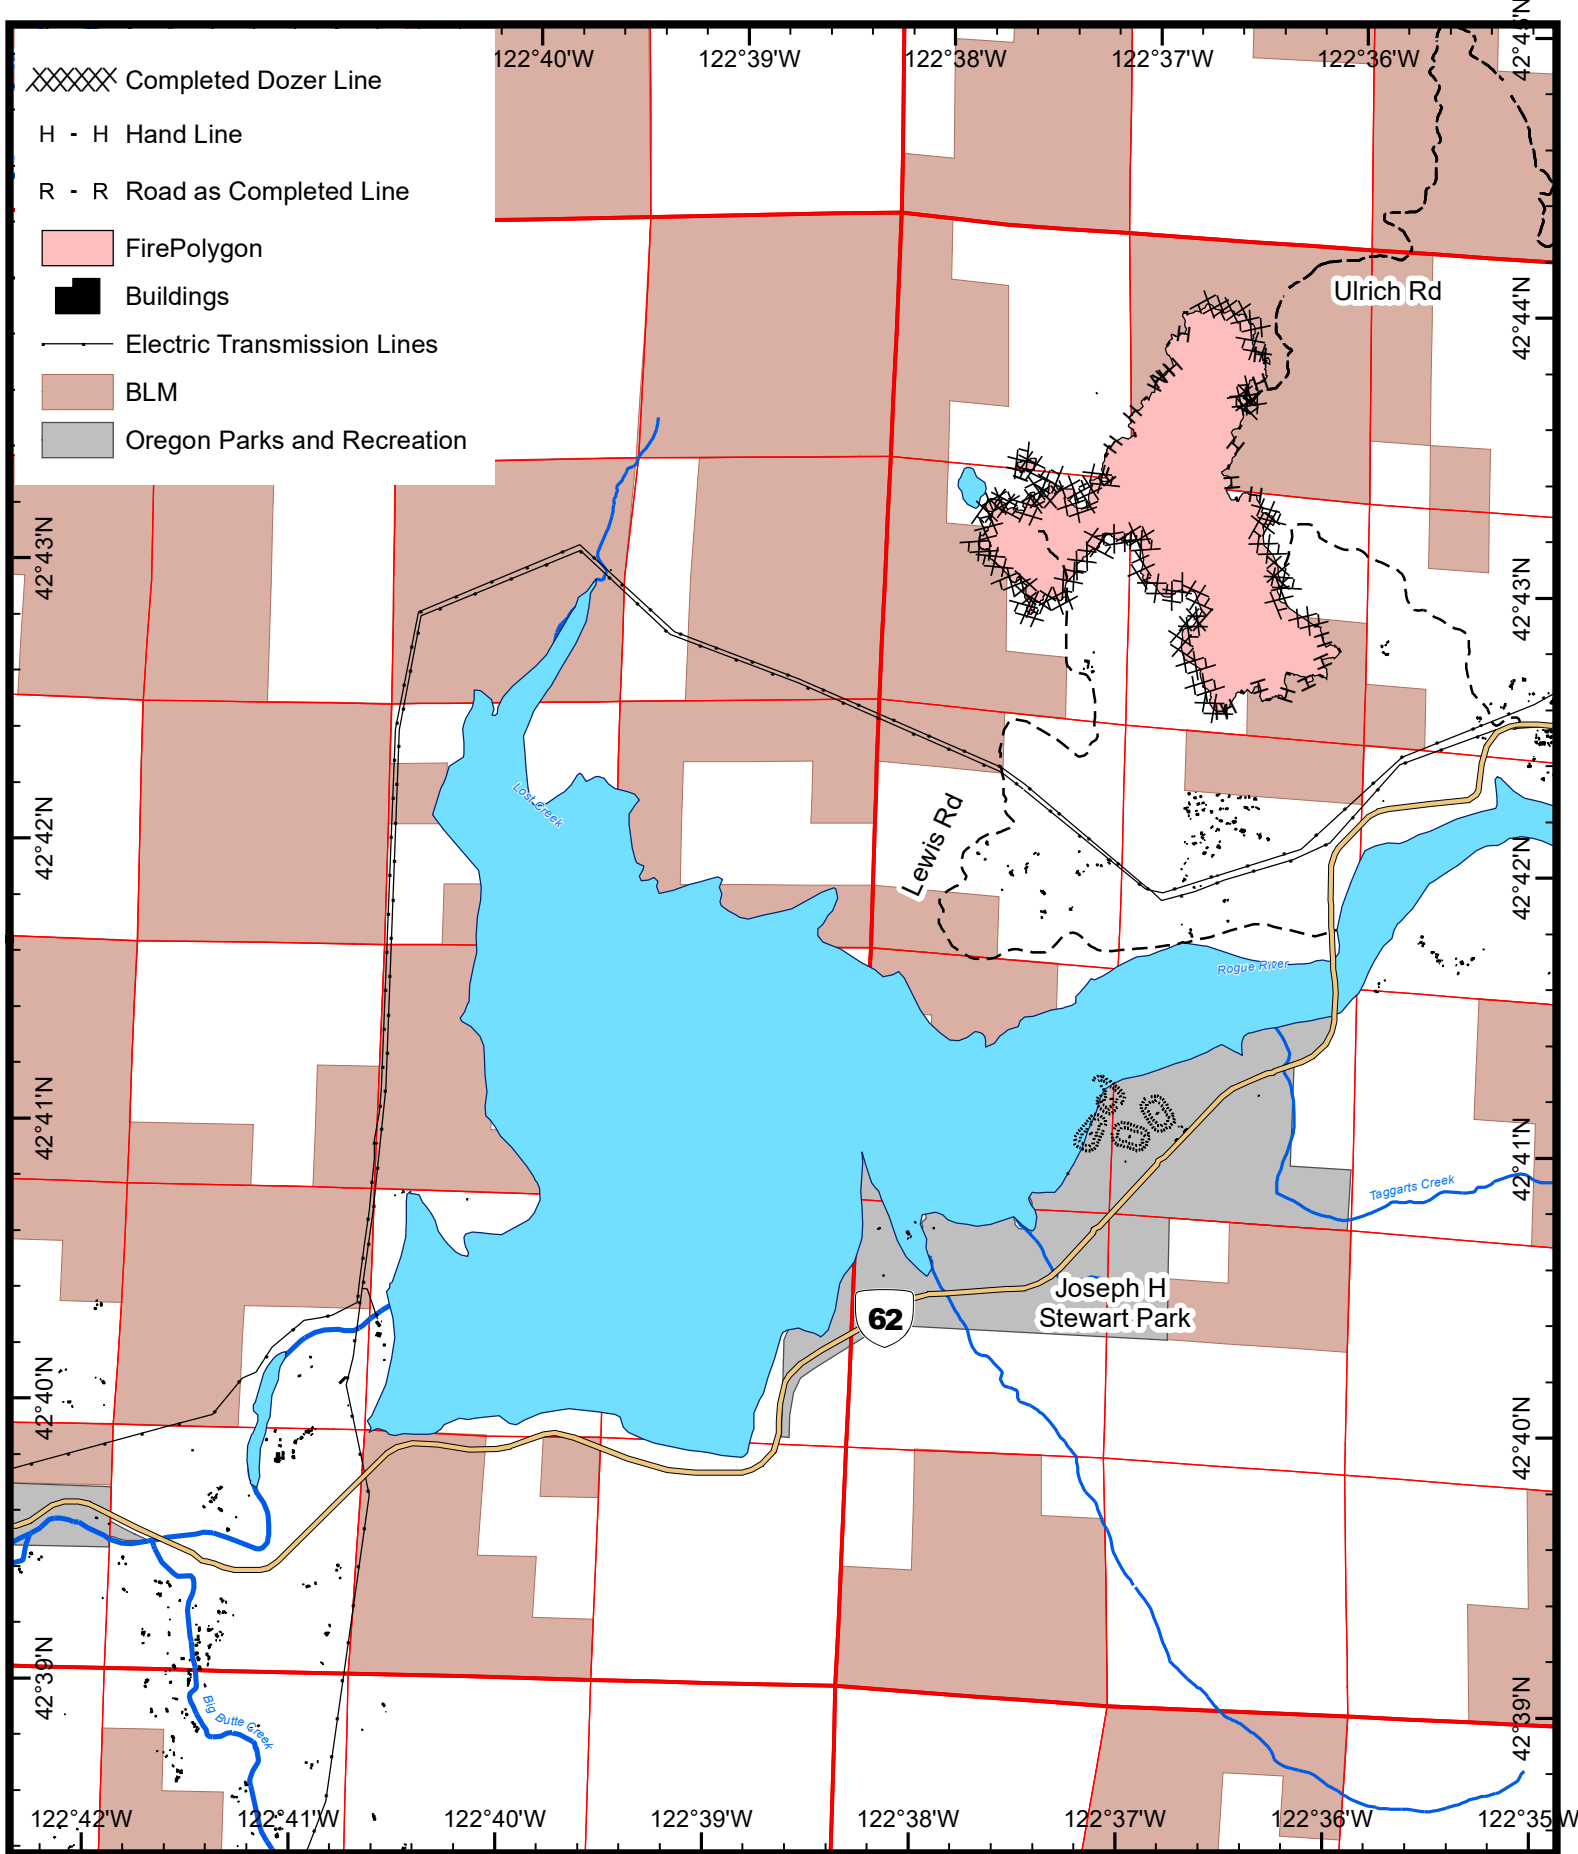 122°40'W
122°39'W
122°38'W
122°37'W
122°36'W
42°45'N
Completed Dozer Line
H - H Hand Line
R - R Road as Completed Line
FirePolygon
Buildings
Electric Transmission Lines
BLM
Oregon Parks and Recreation
Ulrich Rd
42°44'N
42°43'N
42°43'N
Lost Creek
Lewis Rd
42°42'N
42°42'N
Rogue River
42°41'N
42°41'N
Taggarts Creek
Joseph H
Stewart Park
62
42°40'N
42°40'N
42°39'N
42°39'N
Big Butte Creek
122°42'W
122°41'W
122°40'W
122°39'W
122°38'W
122°37'W
122°36'W
122°35'W